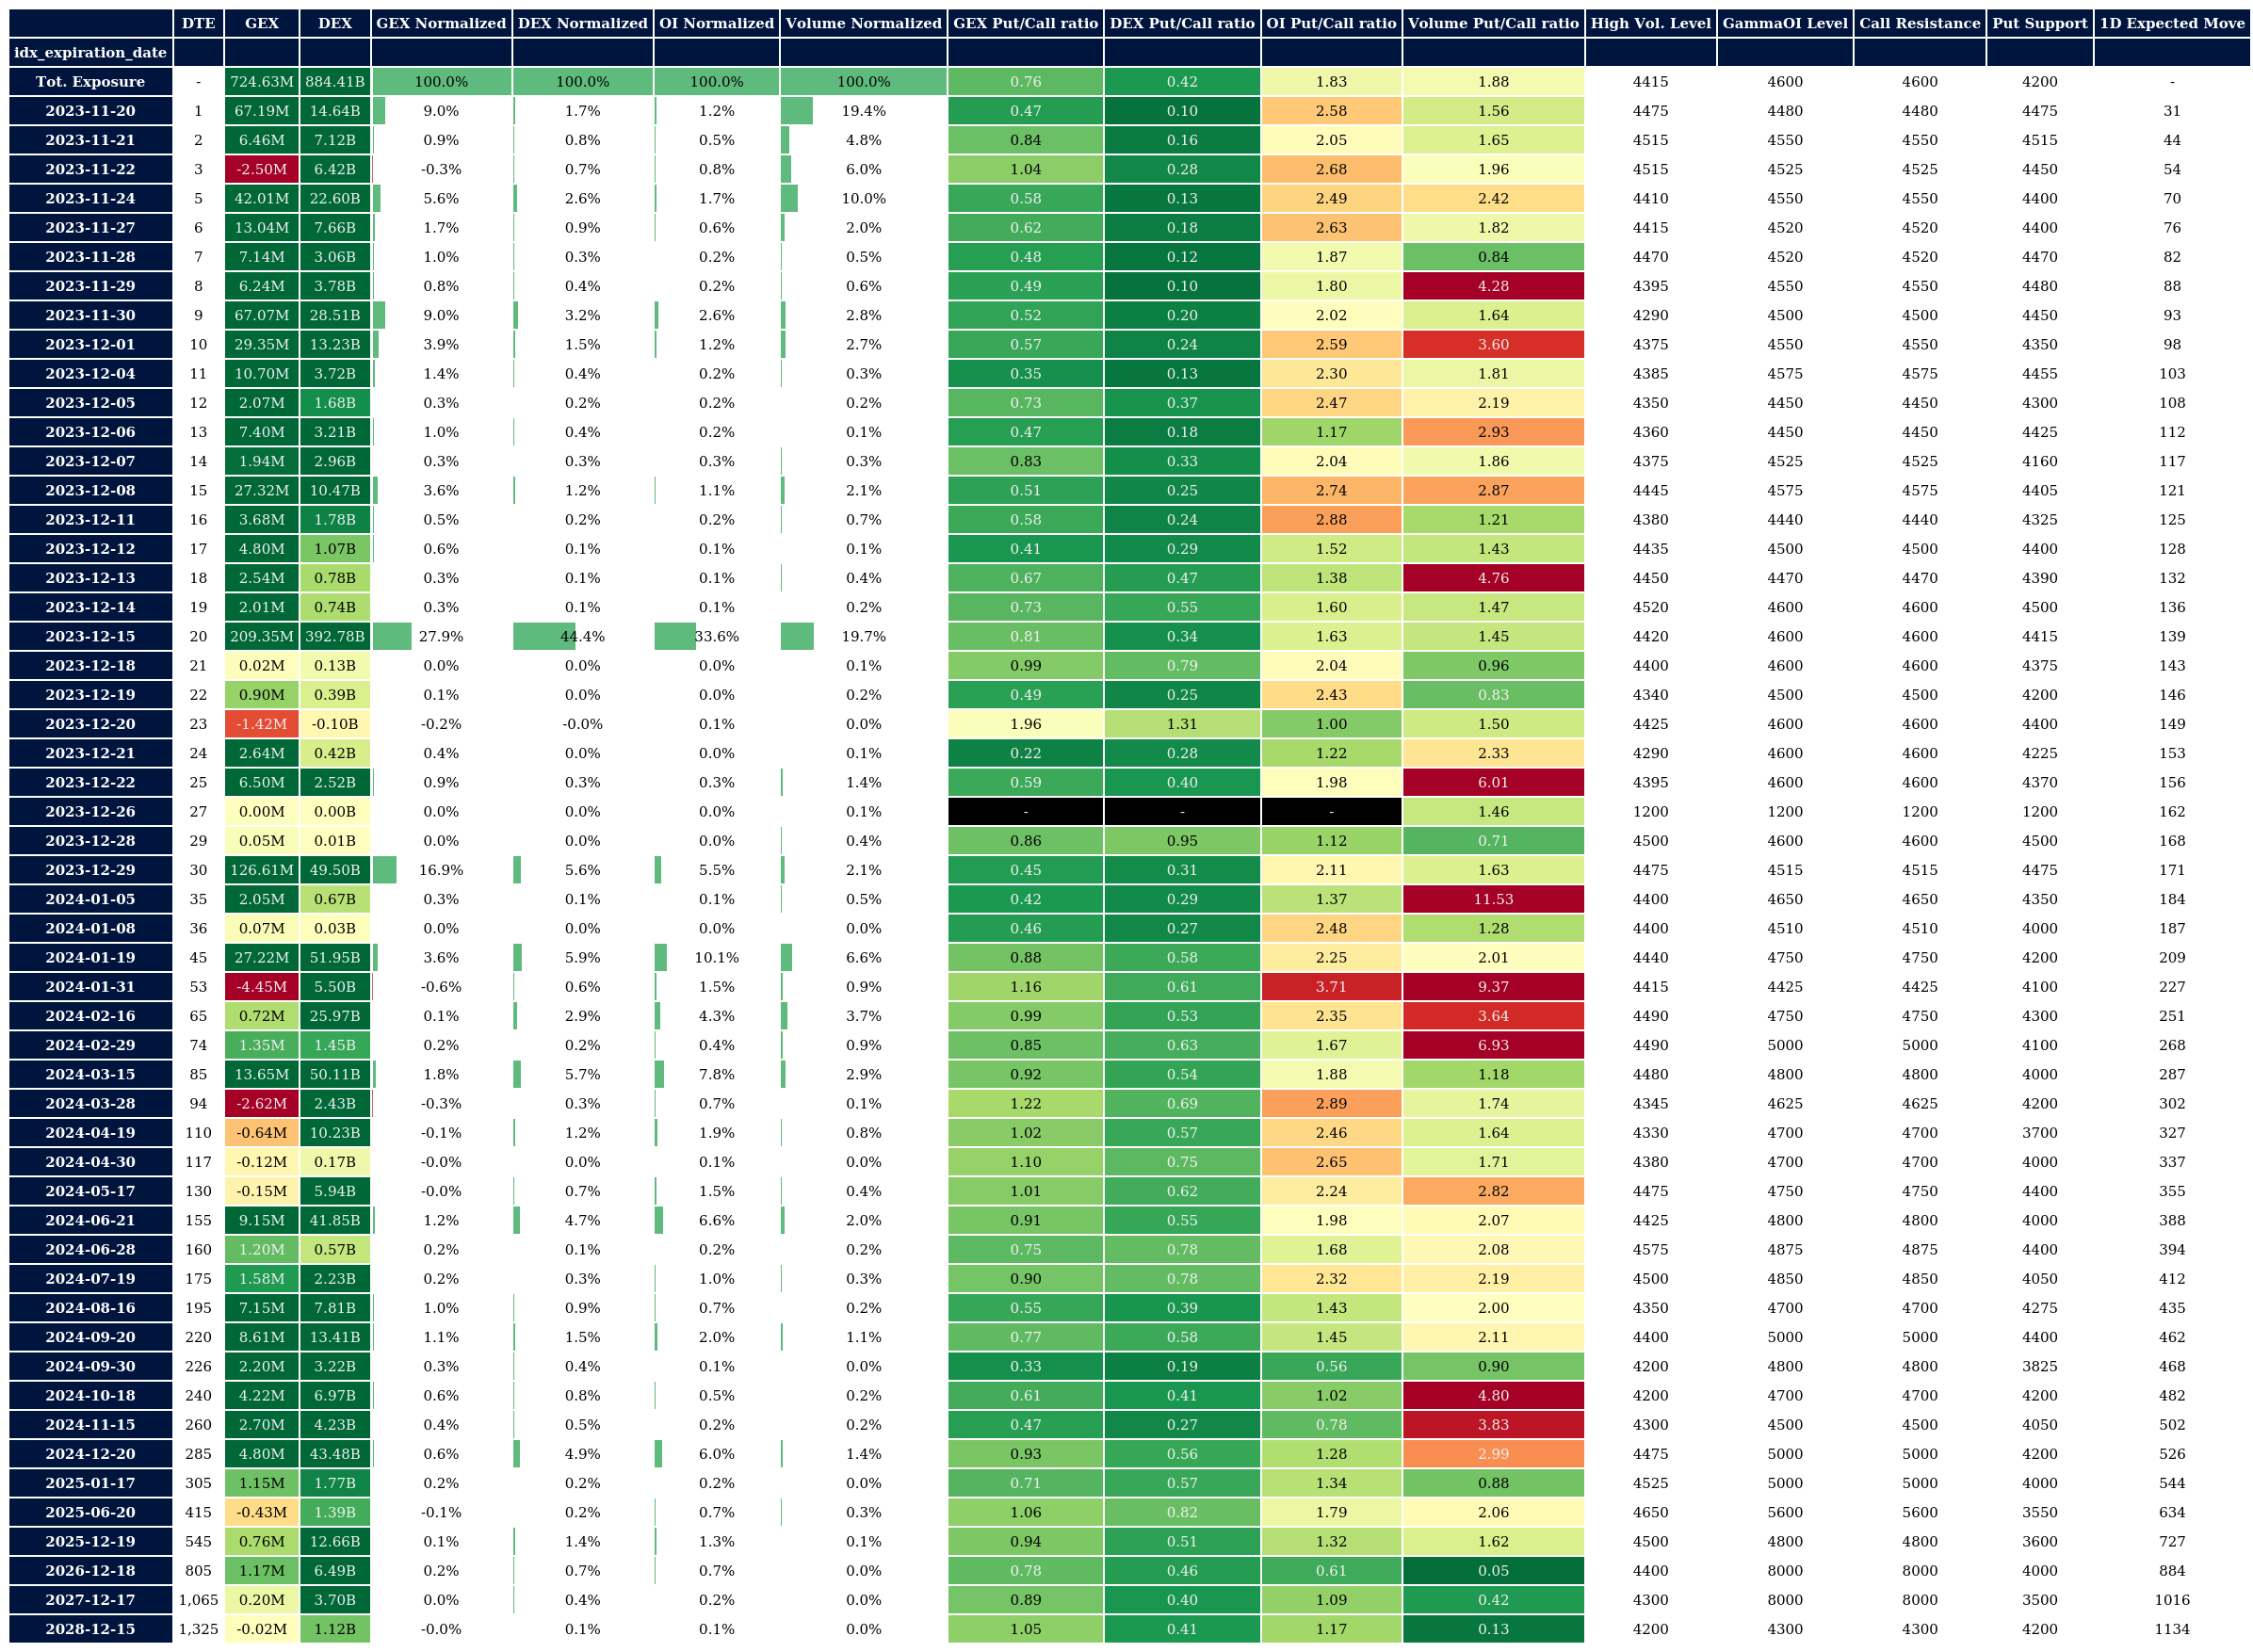 DTE GEX DEX GEX Normalized DEX Normalized OI Normalized Volume Normalized GEX Put/Call ratio DEX Put/Call ratio OI Put/Call ratio Volume Put/Call ratio High Vol. Level GammaOI Level Call Resistance Put Support 1D Expected Move
idx_expiration_date
Tot. Exposure - 724.63M 884.41B 100.0% 100.0% 100.0% 100.0% 0.76 0.42 1.83 1.88 4415 4600 4600 4200 -
2023-11-20 1 67.19M 14.64B 9.0% 1.7% 1.2% 19.4% 0.47 0.10 2.58 1.56 4475 4480 4480 4475 31
2023-11-21 2 6.46M 7.12B 0.9% 0.8% 0.5% 4.8% 0.84 0.16 2.05 1.65 4515 4550 4550 4515 44
2023-11-22 3 -2.50M 6.42B -0.3% 0.7% 0.8% 6.0% 1.04 0.28 2.68 1.96 4515 4525 4525 4450 54
2023-11-24 5 42.01M 22.60B 5.6% 2.6% 1.7% 10.0% 0.58 0.13 2.49 2.42 4410 4550 4550 4400 70
2023-11-27 6 13.04M 7.66B 1.7% 0.9% 0.6% 2.0% 0.62 0.18 2.63 1.82 4415 4520 4520 4400 76
2023-11-28 7 7.14M 3.06B 1.0% 0.3% 0.2% 0.5% 0.48 0.12 1.87 0.84 4470 4520 4520 4470 82
2023-11-29 8 6.24M 3.78B 0.8% 0.4% 0.2% 0.6% 0.49 0.10 1.80 4.28 4395 4550 4550 4480 88
2023-11-30 9 67.07M 28.51B 9.0% 3.2% 2.6% 2.8% 0.52 0.20 2.02 1.64 4290 4500 4500 4450 93
2023-12-01 10 29.35M 13.23B 3.9% 1.5% 1.2% 2.7% 0.57 0.24 2.59 3.60 4375 4550 4550 4350 98
2023-12-04 11 10.70M 3.72B 1.4% 0.4% 0.2% 0.3% 0.35 0.13 2.30 1.81 4385 4575 4575 4455 103
2023-12-05 12 2.07M 1.68B 0.3% 0.2% 0.2% 0.2% 0.73 0.37 2.47 2.19 4350 4450 4450 4300 108
2023-12-06 13 7.40M 3.21B 1.0% 0.4% 0.2% 0.1% 0.47 0.18 1.17 2.93 4360 4450 4450 4425 112
2023-12-07 14 1.94M 2.96B 0.3% 0.3% 0.3% 0.3% 0.83 0.33 2.04 1.86 4375 4525 4525 4160 117
2023-12-08 15 27.32M 10.47B 3.6% 1.2% 1.1% 2.1% 0.51 0.25 2.74 2.87 4445 4575 4575 4405 121
2023-12-11 16 3.68M 1.78B 0.5% 0.2% 0.2% 0.7% 0.58 0.24 2.88 1.21 4380 4440 4440 4325 125
2023-12-12 17 4.80M 1.07B 0.6% 0.1% 0.1% 0.1% 0.41 0.29 1.52 1.43 4435 4500 4500 4400 128
2023-12-13 18 2.54M 0.78B 0.3% 0.1% 0.1% 0.4% 0.67 0.47 1.38 4.76 4450 4470 4470 4390 132
2023-12-14 19 2.01M 0.74B 0.3% 0.1% 0.1% 0.2% 0.73 0.55 1.60 1.47 4520 4600 4600 4500 136
2023-12-15 20 209.35M 392.78B 27.9% 44.4% 33.6% 19.7% 0.81 0.34 1.63 1.45 4420 4600 4600 4415 139
2023-12-18 21 0.02M 0.13B 0.0% 0.0% 0.0% 0.1% 0.99 0.79 2.04 0.96 4400 4600 4600 4375 143
2023-12-19 22 0.90M 0.39B 0.1% 0.0% 0.0% 0.2% 0.49 0.25 2.43 0.83 4340 4500 4500 4200 146
2023-12-20 23 -1.42M -0.10B -0.2% -0.0% 0.1% 0.0% 1.96 1.31 1.00 1.50 4425 4600 4600 4400 149
2023-12-21 24 2.64M 0.42B 0.4% 0.0% 0.0% 0.1% 0.22 0.28 1.22 2.33 4290 4600 4600 4225 153
2023-12-22 25 6.50M 2.52B 0.9% 0.3% 0.3% 1.4% 0.59 0.40 1.98 6.01 4395 4600 4600 4370 156
2023-12-26 27 0.00M 0.00B 0.0% 0.0% 0.0% 0.1% - - - 1.46 1200 1200 1200 1200 162
2023-12-28 29 0.05M 0.01B 0.0% 0.0% 0.0% 0.4% 0.86 0.95 1.12 0.71 4500 4600 4600 4500 168
2023-12-29 30 126.61M 49.50B 16.9% 5.6% 5.5% 2.1% 0.45 0.31 2.11 1.63 4475 4515 4515 4475 171
2024-01-05 35 2.05M 0.67B 0.3% 0.1% 0.1% 0.5% 0.42 0.29 1.37 11.53 4400 4650 4650 4350 184
2024-01-08 36 0.07M 0.03B 0.0% 0.0% 0.0% 0.0% 0.46 0.27 2.48 1.28 4400 4510 4510 4000 187
2024-01-19 45 27.22M 51.95B 3.6% 5.9% 10.1% 6.6% 0.88 0.58 2.25 2.01 4440 4750 4750 4200 209
2024-01-31 53 -4.45M 5.50B -0.6% 0.6% 1.5% 0.9% 1.16 0.61 3.71 9.37 4415 4425 4425 4100 227
2024-02-16 65 0.72M 25.97B 0.1% 2.9% 4.3% 3.7% 0.99 0.53 2.35 3.64 4490 4750 4750 4300 251
2024-02-29 74 1.35M 1.45B 0.2% 0.2% 0.4% 0.9% 0.85 0.63 1.67 6.93 4490 5000 5000 4100 268
2024-03-15 85 13.65M 50.11B 1.8% 5.7% 7.8% 2.9% 0.92 0.54 1.88 1.18 4480 4800 4800 4000 287
2024-03-28 94 -2.62M 2.43B -0.3% 0.3% 0.7% 0.1% 1.22 0.69 2.89 1.74 4345 4625 4625 4200 302
2024-04-19 110 -0.64M 10.23B -0.1% 1.2% 1.9% 0.8% 1.02 0.57 2.46 1.64 4330 4700 4700 3700 327
2024-04-30 117 -0.12M 0.17B -0.0% 0.0% 0.1% 0.0% 1.10 0.75 2.65 1.71 4380 4700 4700 4000 337
2024-05-17 130 -0.15M 5.94B -0.0% 0.7% 1.5% 0.4% 1.01 0.62 2.24 2.82 4475 4750 4750 4400 355
2024-06-21 155 9.15M 41.85B 1.2% 4.7% 6.6% 2.0% 0.91 0.55 1.98 2.07 4425 4800 4800 4000 388
2024-06-28 160 1.20M 0.57B 0.2% 0.1% 0.2% 0.2% 0.75 0.78 1.68 2.08 4575 4875 4875 4400 394
2024-07-19 175 1.58M 2.23B 0.2% 0.3% 1.0% 0.3% 0.90 0.78 2.32 2.19 4500 4850 4850 4050 412
2024-08-16 195 7.15M 7.81B 1.0% 0.9% 0.7% 0.2% 0.55 0.39 1.43 2.00 4350 4700 4700 4275 435
2024-09-20 220 8.61M 13.41B 1.1% 1.5% 2.0% 1.1% 0.77 0.58 1.45 2.11 4400 5000 5000 4400 462
2024-09-30 226 2.20M 3.22B 0.3% 0.4% 0.1% 0.0% 0.33 0.19 0.56 0.90 4200 4800 4800 3825 468
2024-10-18 240 4.22M 6.97B 0.6% 0.8% 0.5% 0.2% 0.61 0.41 1.02 4.80 4200 4700 4700 4200 482
2024-11-15 260 2.70M 4.23B 0.4% 0.5% 0.2% 0.2% 0.47 0.27 0.78 3.83 4300 4500 4500 4050 502
2024-12-20 285 4.80M 43.48B 0.6% 4.9% 6.0% 1.4% 0.93 0.56 1.28 2.99 4475 5000 5000 4200 526
2025-01-17 305 1.15M 1.77B 0.2% 0.2% 0.2% 0.0% 0.71 0.57 1.34 0.88 4525 5000 5000 4000 544
2025-06-20 415 -0.43M 1.39B -0.1% 0.2% 0.7% 0.3% 1.06 0.82 1.79 2.06 4650 5600 5600 3550 634
2025-12-19 545 0.76M 12.66B 0.1% 1.4% 1.3% 0.1% 0.94 0.51 1.32 1.62 4500 4800 4800 3600 727
2026-12-18 805 1.17M 6.49B 0.2% 0.7% 0.7% 0.0% 0.78 0.46 0.61 0.05 4400 8000 8000 4000 884
2027-12-17 1,065 0.20M 3.70B 0.0% 0.4% 0.2% 0.0% 0.89 0.40 1.09 0.42 4300 8000 8000 3500 1016
2028-12-15 1,325 -0.02M 1.12B -0.0% 0.1% 0.1% 0.0% 1.05 0.41 1.17 0.13 4200 4300 4300 4200 1134